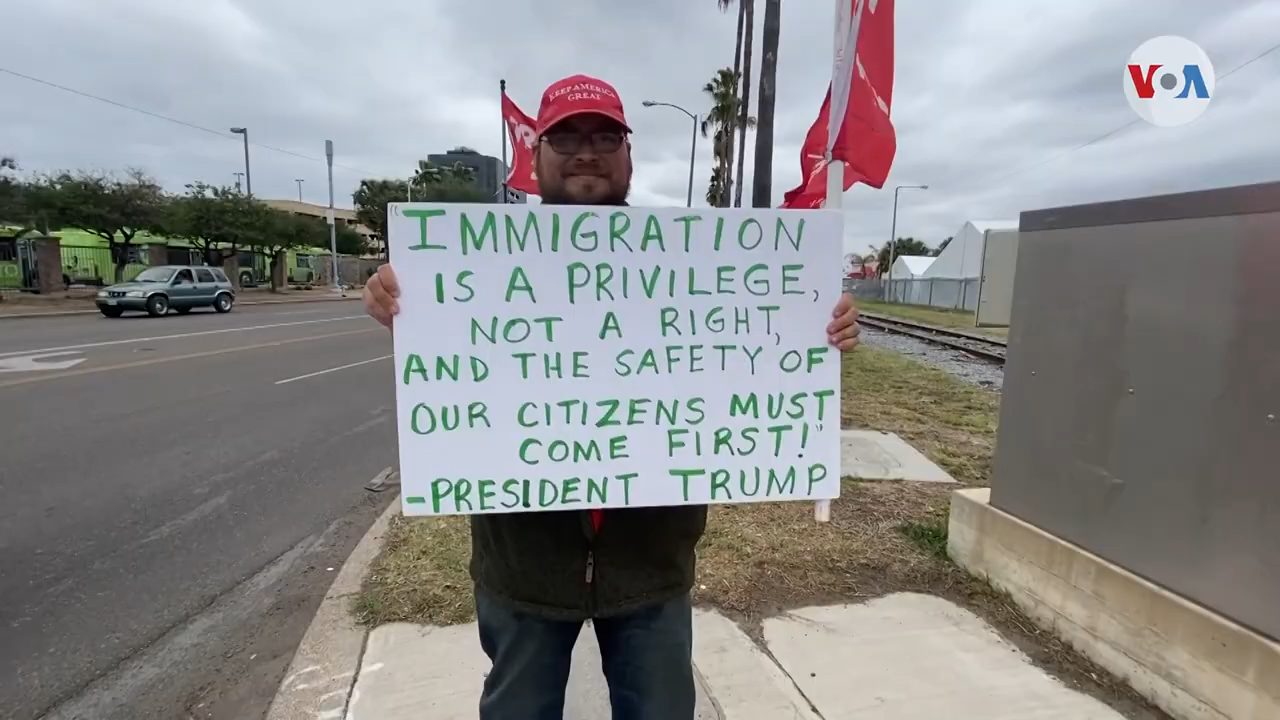 VOA
KEEP AMERICA
GREAT
"IMMIGRATION
IS A PRIVILEGE,
NOT A RIGHT,
AND THE SAFETY OF
OUR CITIZENS MUST
COME FIRST!"
-PRESIDENT TRUMP